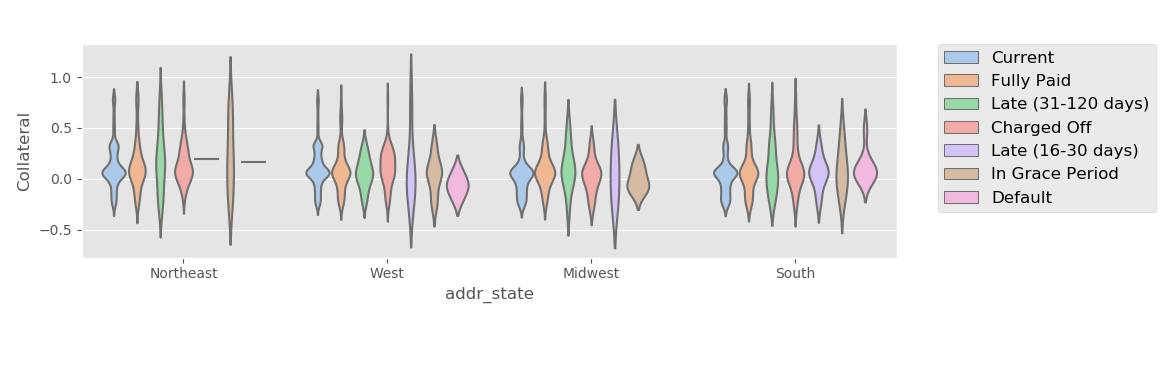 1.0
0.5
0.0
−0.5
Collateral
Northeast
West
Midwest
South
addr_state
Current
Fully Paid
Late (31-120 days)
Charged Off
Late (16-30 days)
In Grace Period
Default